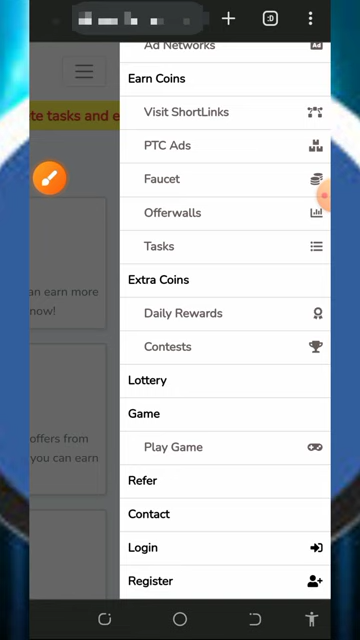 :D
Ad Networks
Ad
Earn Coins
te tasks and e
Visit ShortLinks
PTC Ads
Faucet
Offerwalls
Tasks
Extra Coins
an earn more
now!
Daily Rewards
Contests
Lottery
Game
offers from
you can earn
Play Game
Refer
Contact
Login
Register